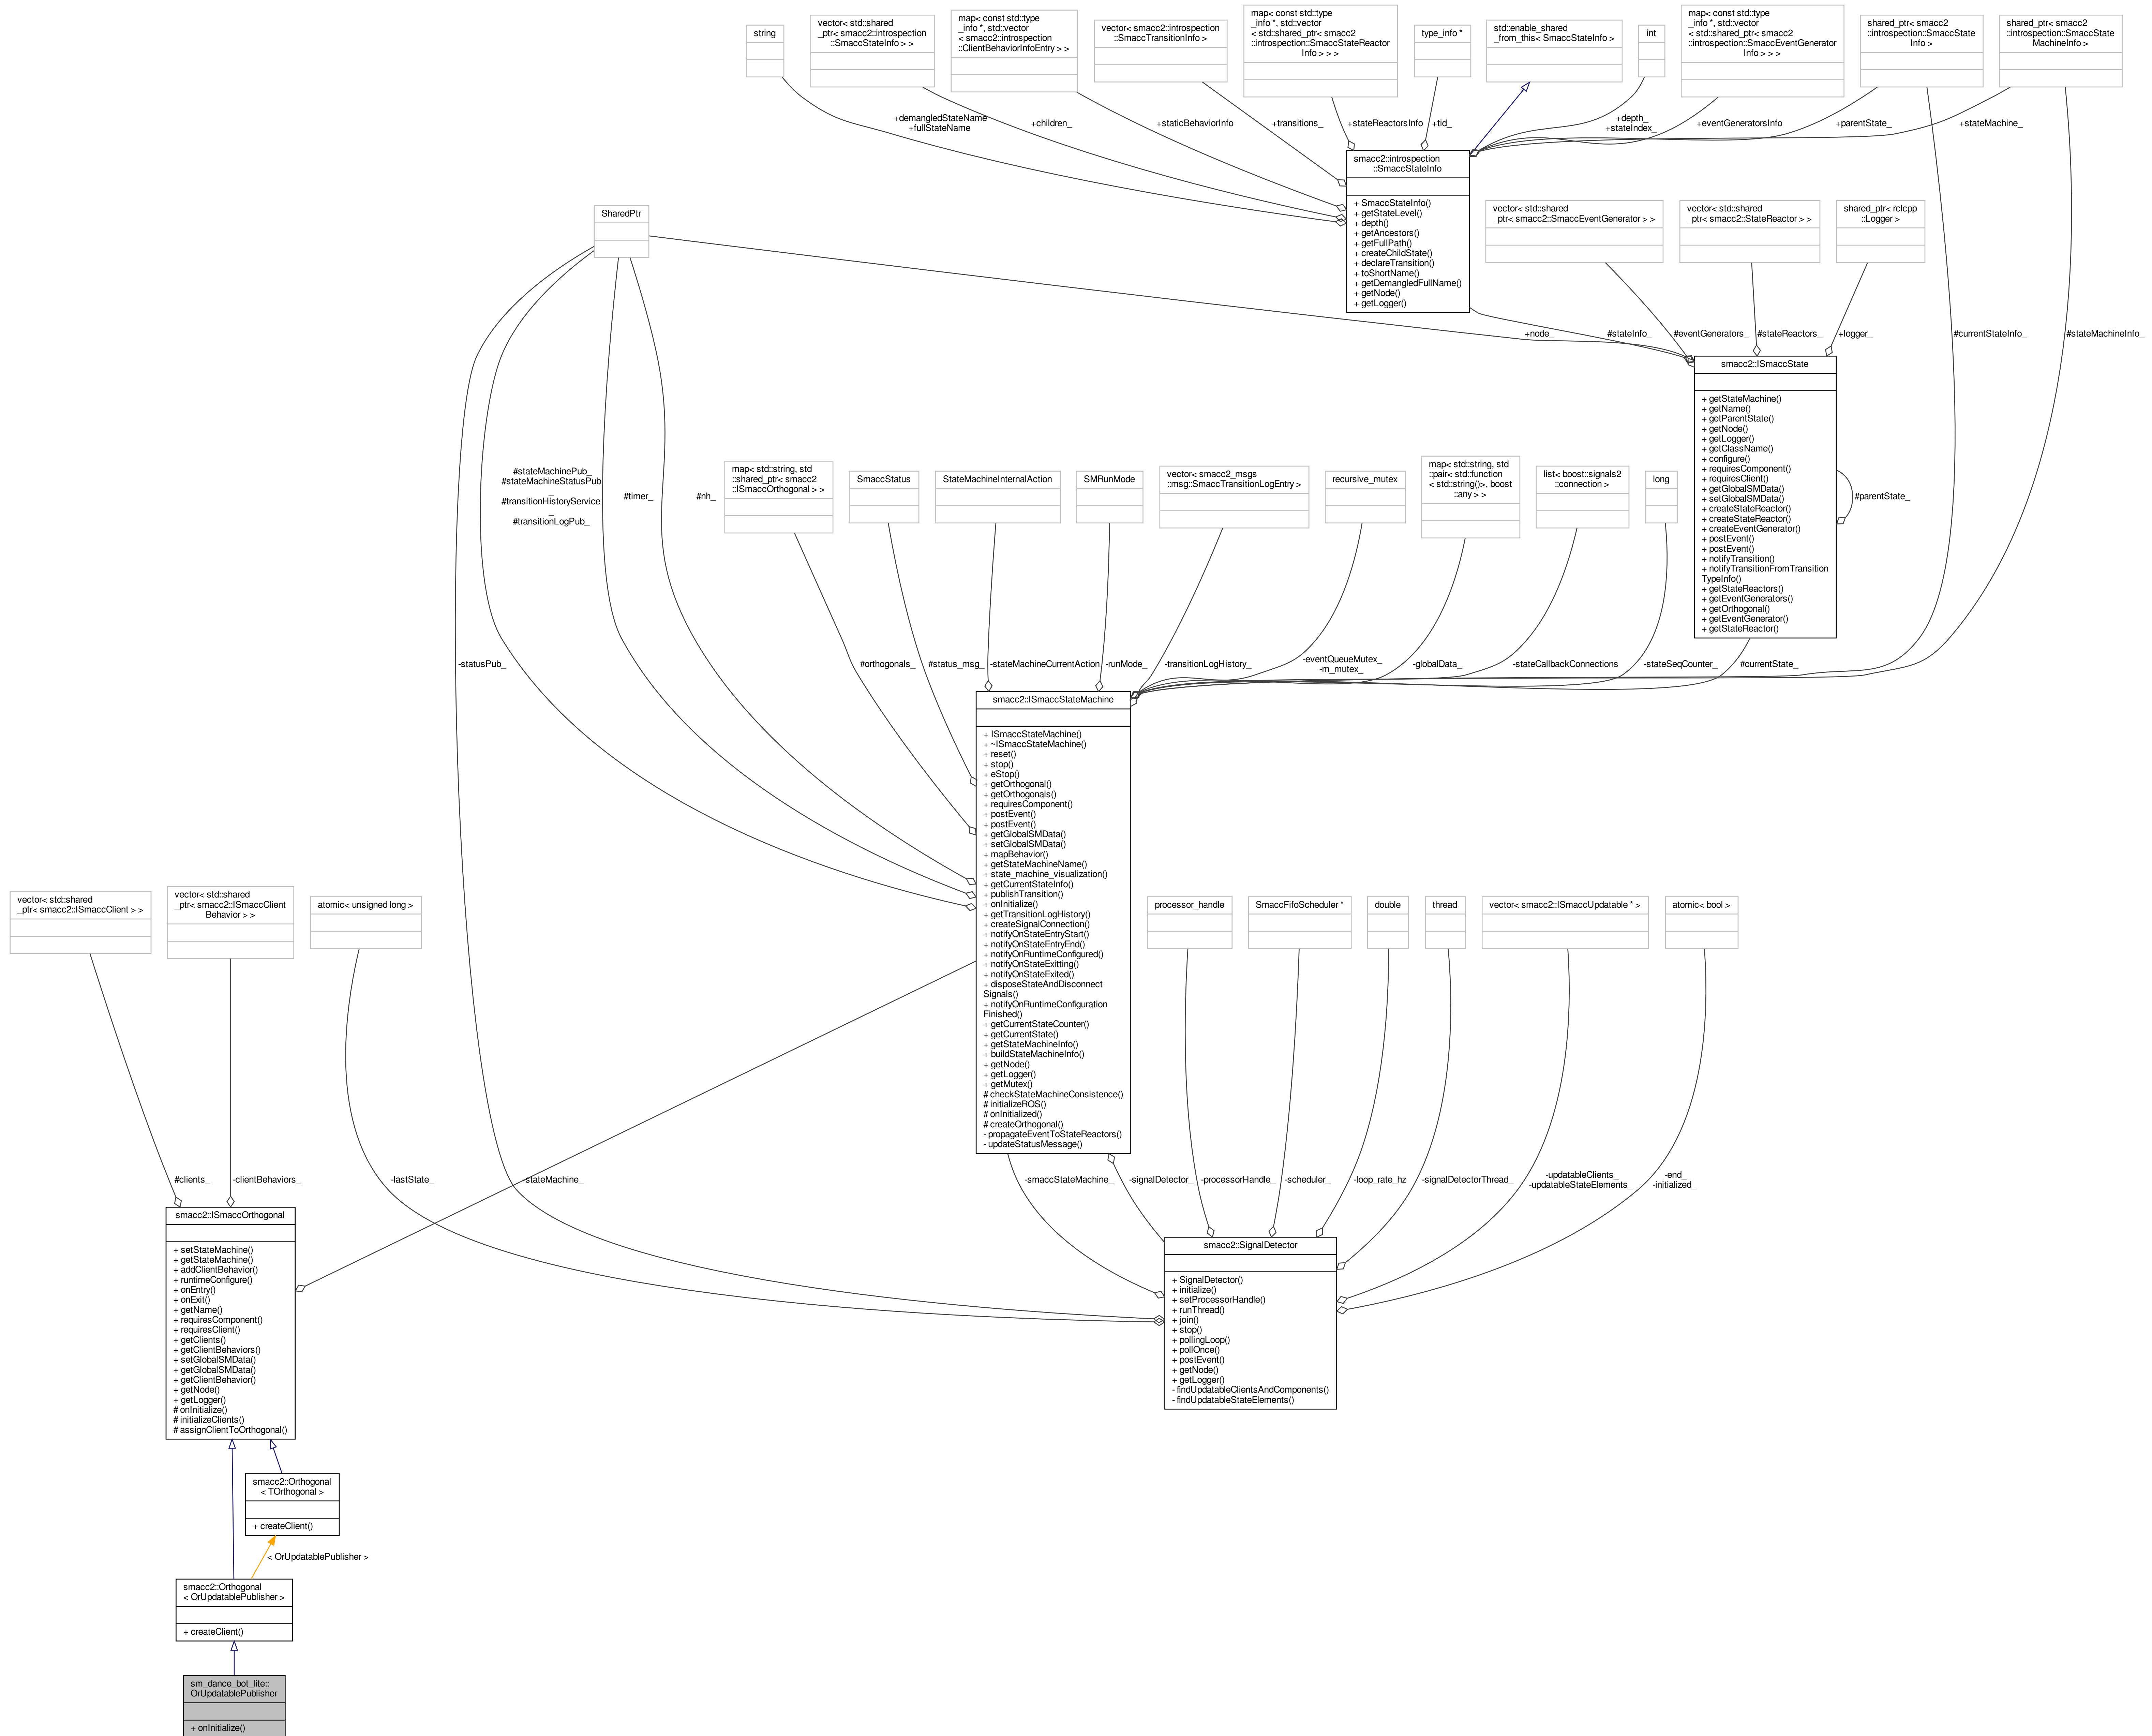 string
vector< std::shared
_ptr< smacc2::introspection
::SmaccStateInfo > >
map< const std::type
_info *, std::vector
< smacc2::introspection
::ClientBehaviorInfoEntry > >
vector< smacc2::introspection
::SmaccTransitionInfo >
map< const std::type
_info *, std::vector
< std::shared_ptr< smacc2
::introspection::SmaccStateReactor
Info > > >
type_info *
std::enable_shared
_from_this< SmaccStateInfo >
int
map< const std::type
_info *, std::vector
< std::shared_ptr< smacc2
::introspection::SmaccEventGenerator
Info > > >
shared_ptr< smacc2
::introspection::SmaccState
Info >
shared_ptr< smacc2
::introspection::SmaccState
MachineInfo >
+demangledStateName
+fullStateName
+children_
+staticBehaviorInfo
+transitions_
+stateReactorsInfo
+tid_
+depth_
+stateIndex_
+eventGeneratorsInfo
+parentState_
+stateMachine_
smacc2::introspection
::SmaccStateInfo
+ SmaccStateInfo()
+ getStateLevel()
+ depth()
+ getAncestors()
+ getFullPath()
+ createChildState()
+ declareTransition()
+ toShortName()
+ getDemangledFullName()
+ getNode()
+ getLogger()
SharedPtr
vector< std::shared
_ptr< smacc2::SmaccEventGenerator > >
vector< std::shared
_ptr< smacc2::StateReactor > >
shared_ptr< rclcpp
::Logger >
+node_
#stateInfo_
#eventGenerators_
#stateReactors_
+logger_
#currentStateInfo_
#stateMachineInfo_
smacc2::ISmaccState
+ getStateMachine()
+ getName()
+ getParentState()
+ getNode()
+ getLogger()
+ getClassName()
+ configure()
+ requiresComponent()
+ requiresClient()
+ getGlobalSMData()
+ setGlobalSMData()
+ createStateReactor()
+ createStateReactor()
+ createEventGenerator()
+ postEvent()
+ postEvent()
+ notifyTransition()
+ notifyTransitionFromTransition
TypeInfo()
+ getStateReactors()
+ getEventGenerators()
+ getOrthogonal()
+ getEventGenerator()
+ getStateReactor()
#parentState_
#stateMachinePub_
#stateMachineStatusPub
_
#transitionHistoryService
_
#transitionLogPub_
#timer_
#nh_
map< std::string, std
::shared_ptr< smacc2
::ISmaccOrthogonal > >
SmaccStatus
StateMachineInternalAction
SMRunMode
vector< smacc2_msgs
::msg::SmaccTransitionLogEntry >
recursive_mutex
map< std::string, std
::pair< std::function
< std::string()>, boost
::any > >
list< boost::signals2
::connection >
long
-statusPub_
#orthogonals_
#status_msg_
-stateMachineCurrentAction
-runMode_
-transitionLogHistory_
-eventQueueMutex_
-m_mutex_
-globalData_
-stateCallbackConnections
-stateSeqCounter_
#currentState_
smacc2::ISmaccStateMachine
+ ISmaccStateMachine()
+ ~ISmaccStateMachine()
+ reset()
+ stop()
+ eStop()
+ getOrthogonal()
+ getOrthogonals()
+ requiresComponent()
+ postEvent()
+ postEvent()
+ getGlobalSMData()
+ setGlobalSMData()
+ mapBehavior()
+ getStateMachineName()
+ state_machine_visualization()
+ getCurrentStateInfo()
+ publishTransition()
+ onInitialize()
+ getTransitionLogHistory()
+ createSignalConnection()
+ notifyOnStateEntryStart()
+ notifyOnStateEntryEnd()
+ notifyOnRuntimeConfigured()
+ notifyOnStateExitting()
+ notifyOnStateExited()
+ disposeStateAndDisconnect
Signals()
+ notifyOnRuntimeConfiguration
Finished()
+ getCurrentStateCounter()
+ getCurrentState()
+ getStateMachineInfo()
+ buildStateMachineInfo()
+ getNode()
+ getLogger()
+ getMutex()
# checkStateMachineConsistence()
# initializeROS()
# onInitialized()
# createOrthogonal()
- propagateEventToStateReactors()
- updateStatusMessage()
vector< std::shared
_ptr< smacc2::ISmaccClient > >
vector< std::shared
_ptr< smacc2::ISmaccClient
Behavior > >
atomic< unsigned long >
processor_handle
SmaccFifoScheduler *
double
thread
vector< smacc2::ISmaccUpdatable * >
atomic< bool >
#clients_
-clientBehaviors_
-lastState_
-stateMachine_
-smaccStateMachine_
-signalDetector_
-processorHandle_
-scheduler_
-loop_rate_hz
-signalDetectorThread_
-updatableClients_
-updatableStateElements_
-end_
-initialized_
smacc2::ISmaccOrthogonal
+ setStateMachine()
+ getStateMachine()
+ addClientBehavior()
+ runtimeConfigure()
+ onEntry()
+ onExit()
+ getName()
+ requiresComponent()
+ requiresClient()
+ getClients()
+ getClientBehaviors()
+ setGlobalSMData()
+ getGlobalSMData()
+ getClientBehavior()
+ getNode()
+ getLogger()
# onInitialize()
# initializeClients()
# assignClientToOrthogonal()
smacc2::SignalDetector
+ SignalDetector()
+ initialize()
+ setProcessorHandle()
+ runThread()
+ join()
+ stop()
+ pollingLoop()
+ pollOnce()
+ postEvent()
+ getNode()
+ getLogger()
- findUpdatableClientsAndComponents()
- findUpdatableStateElements()
smacc2::Orthogonal
< TOrthogonal >
+ createClient()
< OrUpdatablePublisher >
smacc2::Orthogonal
< OrUpdatablePublisher >
+ createClient()
sm_dance_bot_lite::
OrUpdatablePublisher
+ onInitialize()